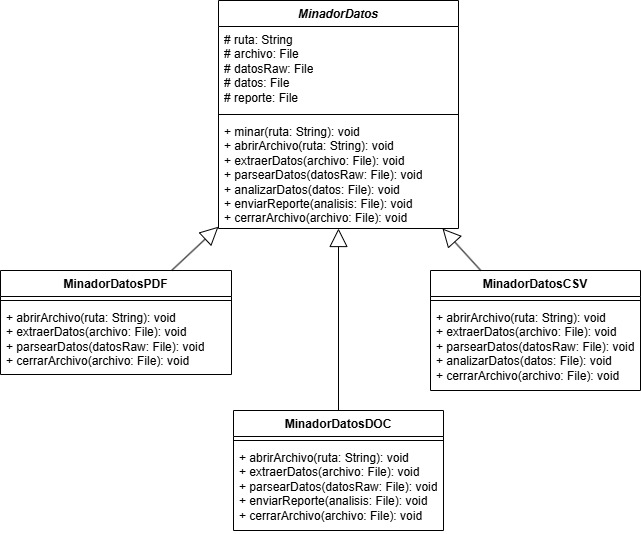 MinadorDatos
# ruta: String
# archivo: File
# datosRaw: File
# datos: File
# reporte: File
+ minar(ruta: String): void
+ abrirArchivo(ruta: String): void
+ extraerDatos(archivo: File): void
+ parsearDatos(datosRaw: File): void
+ analizarDatos(datos: File): void
+ enviarReporte(analisis: File): void
+ cerrarArchivo(archivo: File): void
MinadorDatosPDF
+ abrirArchivo(ruta: String): void
+ extraerDatos(archivo: File): void
+ parsearDatos(datosRaw: File): void
+ cerrarArchivo(archivo: File): void
MinadorDatosCSV
+ abrirArchivo(ruta: String): void
+ extraerDatos(archivo: File): void
+ parsearDatos(datosRaw: File): void
+ analizarDatos(datos: File): void
+ cerrarArchivo(archivo: File): void
MinadorDatosDOC
+ abrirArchivo(ruta: String): void
+ extraerDatos(archivo: File): void
+ parsearDatos(datosRaw: File): void
+ enviarReporte(analisis: File): void
+ cerrarArchivo(archivo: File): void